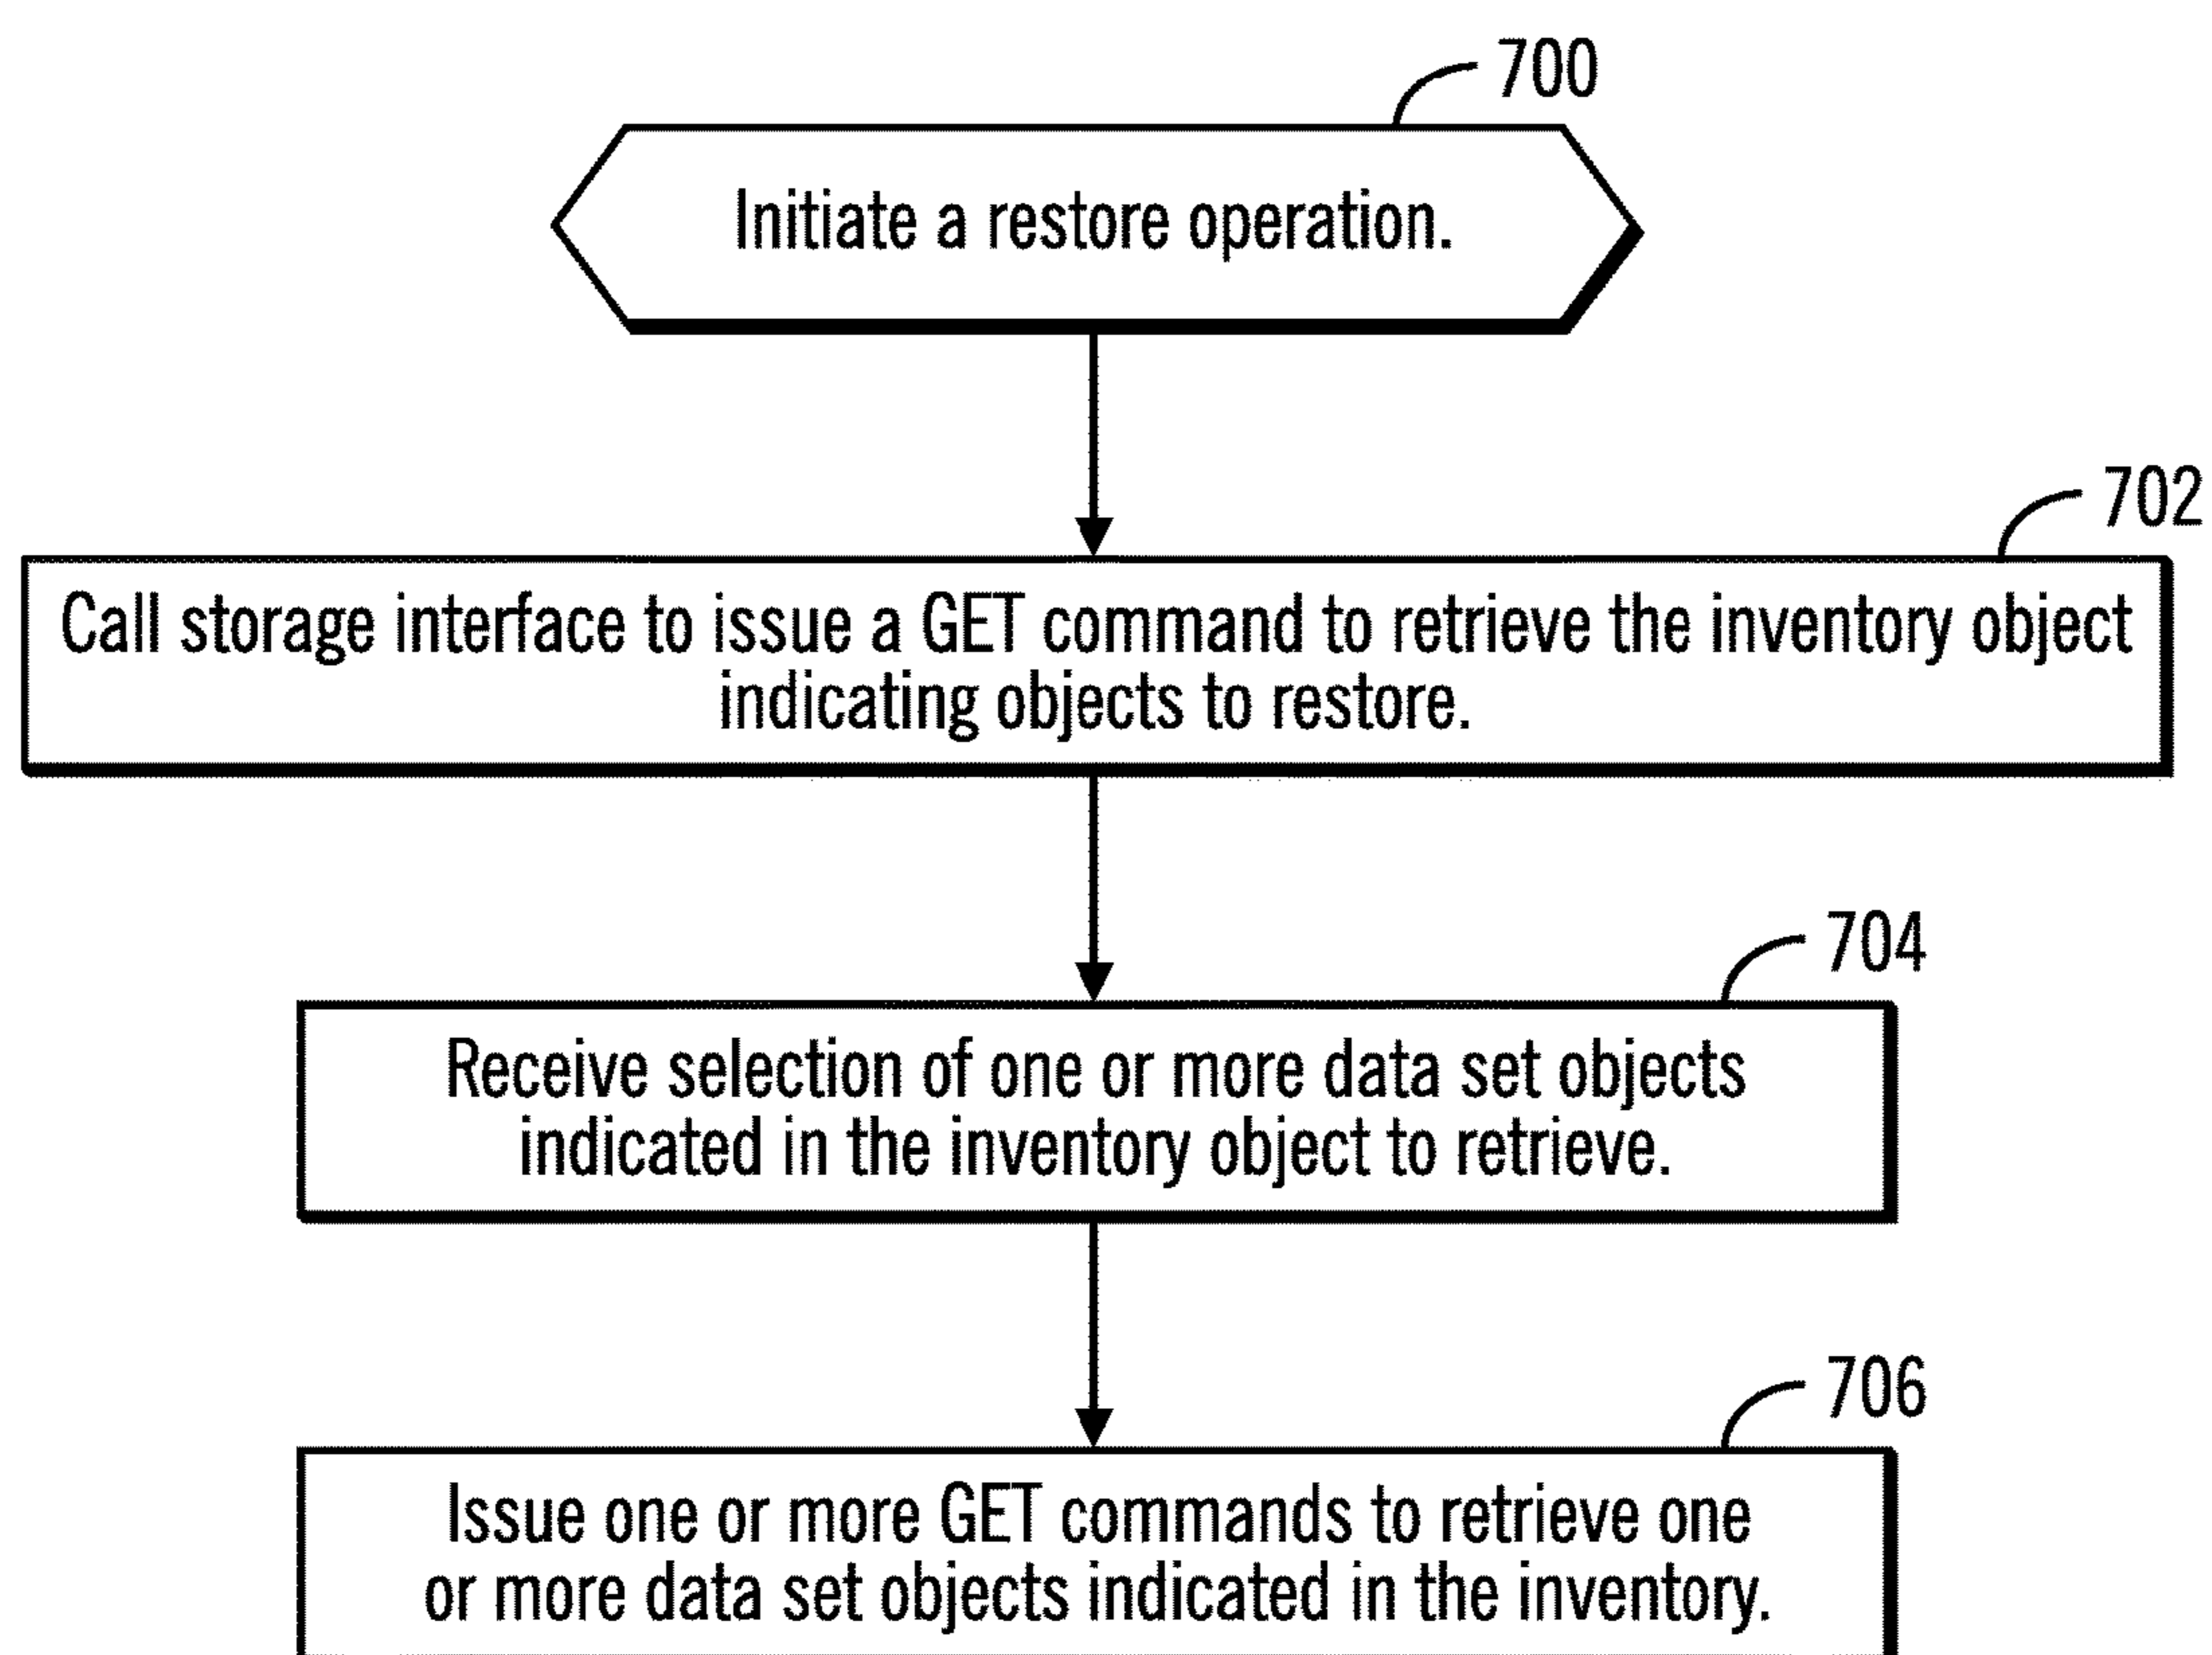 700
Initiate a restore operation.
702
Call storage interface to issue a GET command to retrieve the inventory object
indicating objects to restore.
704
Receive selection of one or more data set objects
indicated in the inventory object to retrieve.
706
Issue one or more GET commands to retrieve one
or more data set objects indicated in the inventory.